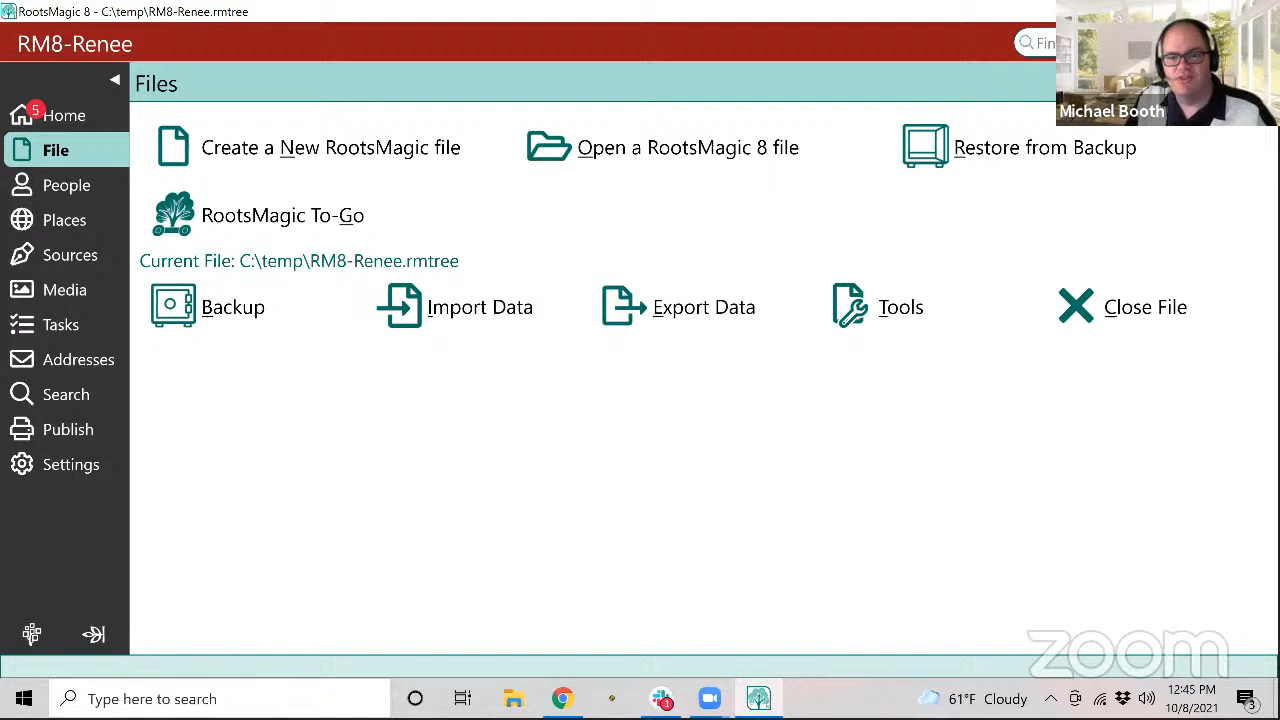 RootsMagic 8 - C:\temp\RM8-Renee.rmtree
RM8-Renee
Fin
Michael Booth
Files
5
Home
File
People
Places
Sources
Media
Tasks
Addresses
Search
Publish
Settings
Create a New RootsMagic file
Open a RootsMagic 8 file
Restore from Backup
RootsMagic To-Go
Current File: C:\temp\RM8-Renee.rmtree
Backup
Import Data
Export Data
Tools
Close File
zoom
Type here to search
1
61°F Cloudy
12:45 PM
10/8/2021
3